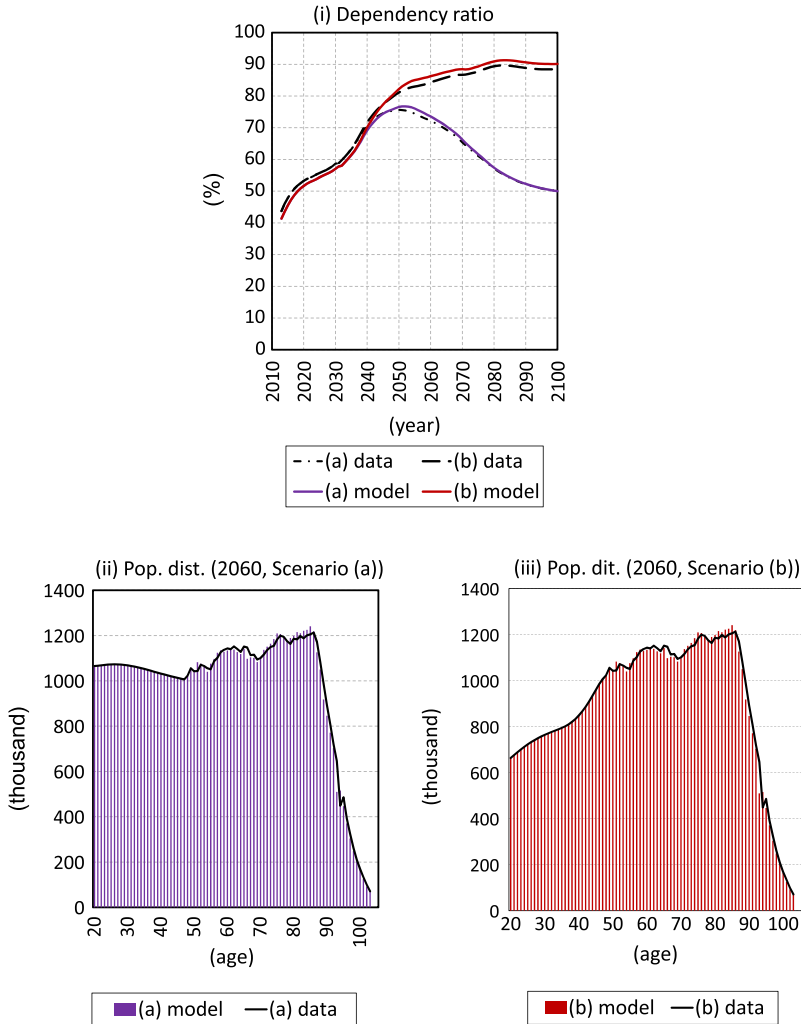 (i) Dependency ratio
100
90
80
70
60
50
40
30
20
10
0
(%)
2010 2020 2030 2040 2050 2060 2070 2080 2090 2100
(year)
(a) data (b) data
(a) model (b) model
(ii) Pop. dist. (2060, Scenario (a))
1400
1200
1000
800
600
400
200
0
(thousand)
20 30 40 50 60 70 80 90 100
(age)
(a) model (a) data
(iii) Pop. dit. (2060, Scenario (b))
1400
1200
1000
800
600
400
200
0
(thousand)
20 30 40 50 60 70 80 90 100
(age)
(b) model (b) data